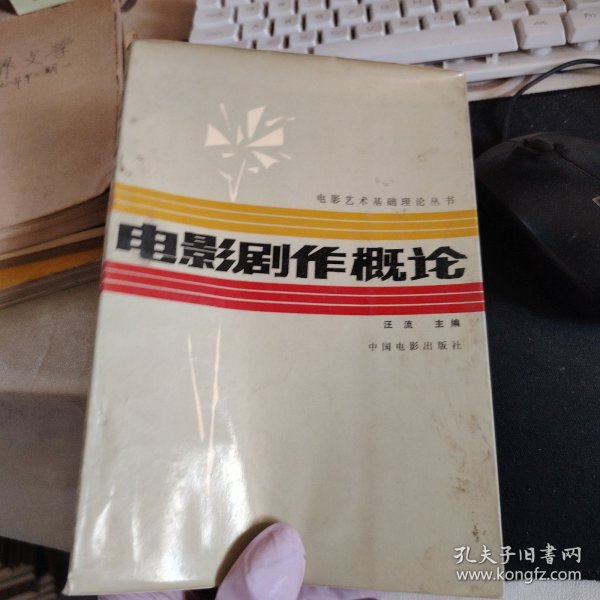 电影艺术基础理论丛书
电影剧作概论
汪流 主编
中国电影出版社
孔夫子旧书网
www.kongfz.com